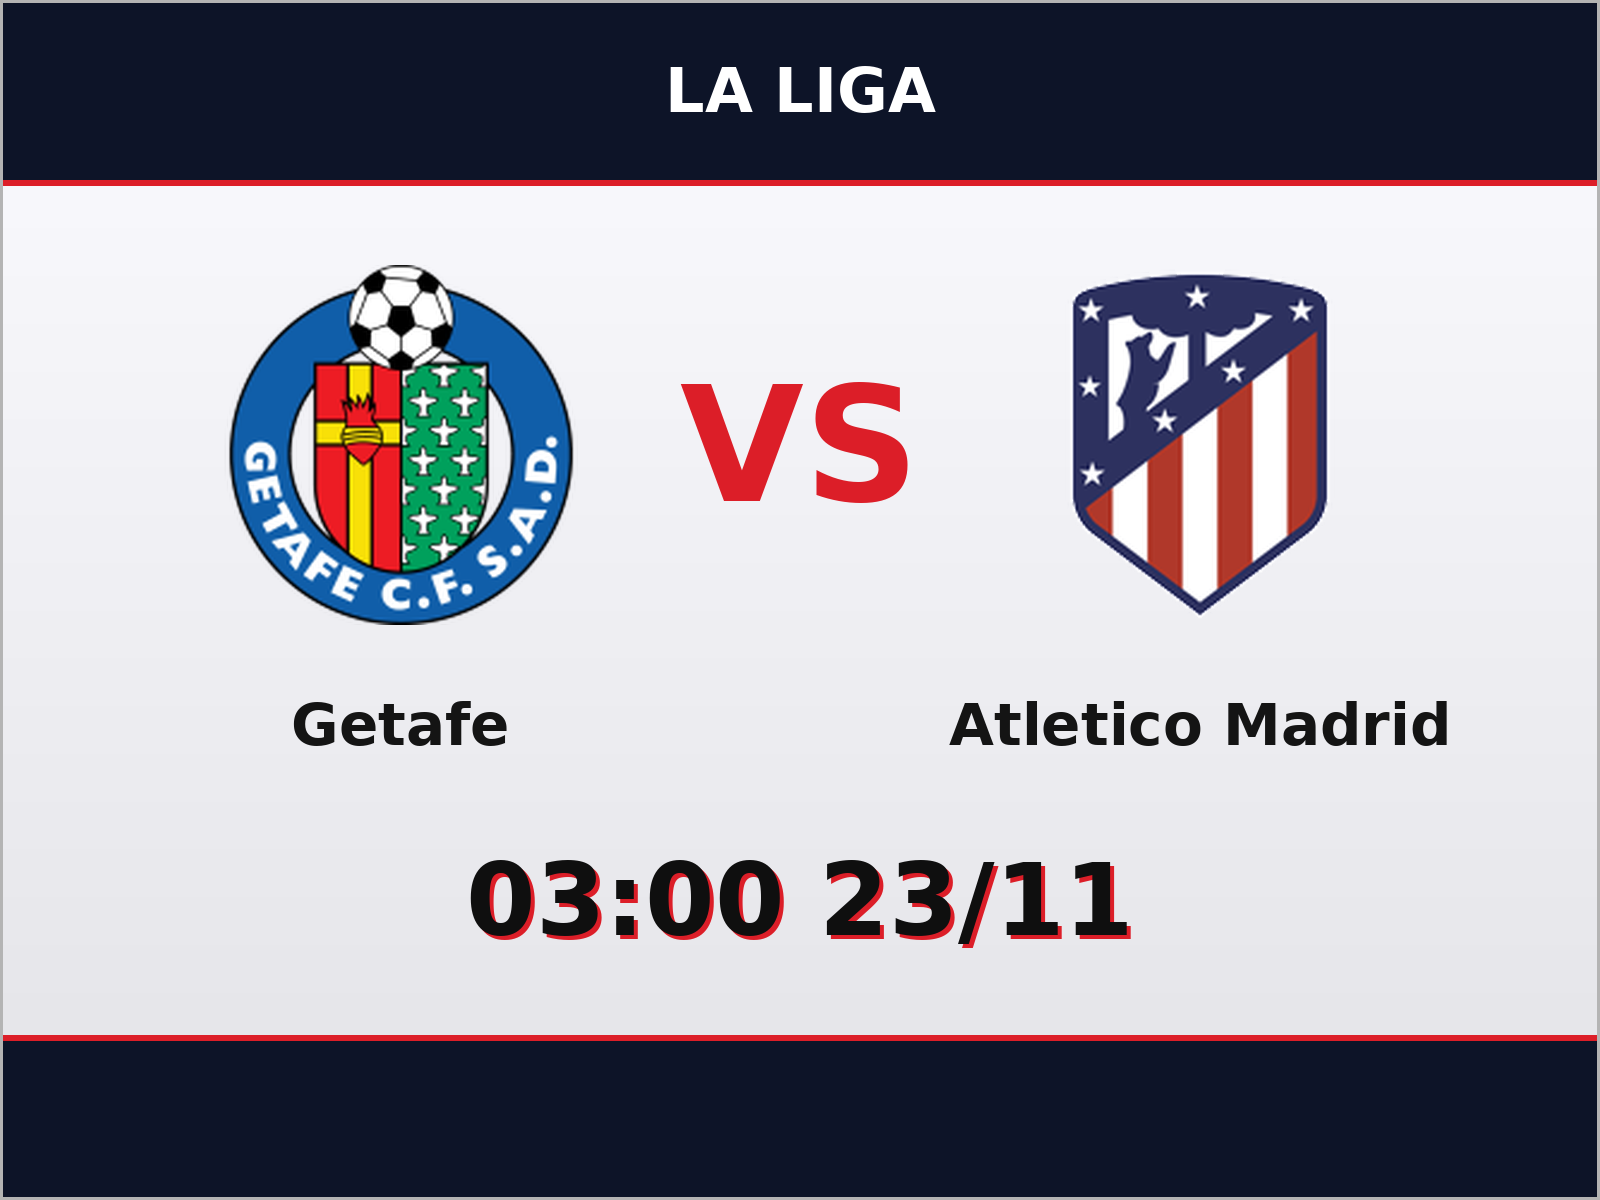 LA LIGA
GETAFE C.F. S.A.D.
VS
Getafe
Atletico Madrid
03:00 23/11